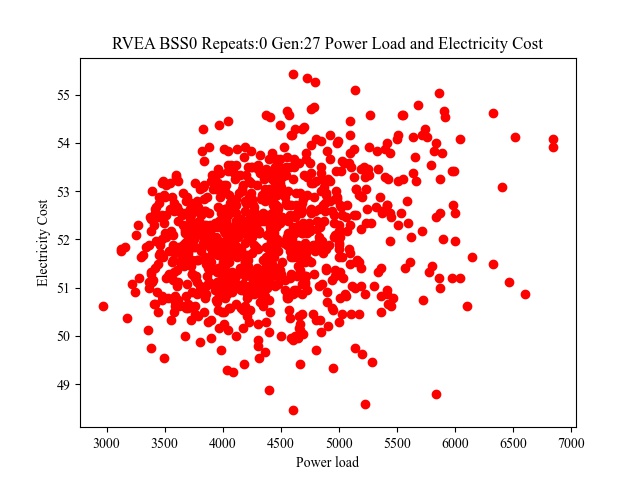 RVEA BSS0 Repeats:0 Gen:27 Power Load and Electricity Cost
55
54
53
52
51
50
49
Electricity Cost
3000 3500 4000 4500 5000 5500 6000 6500 7000
Power load